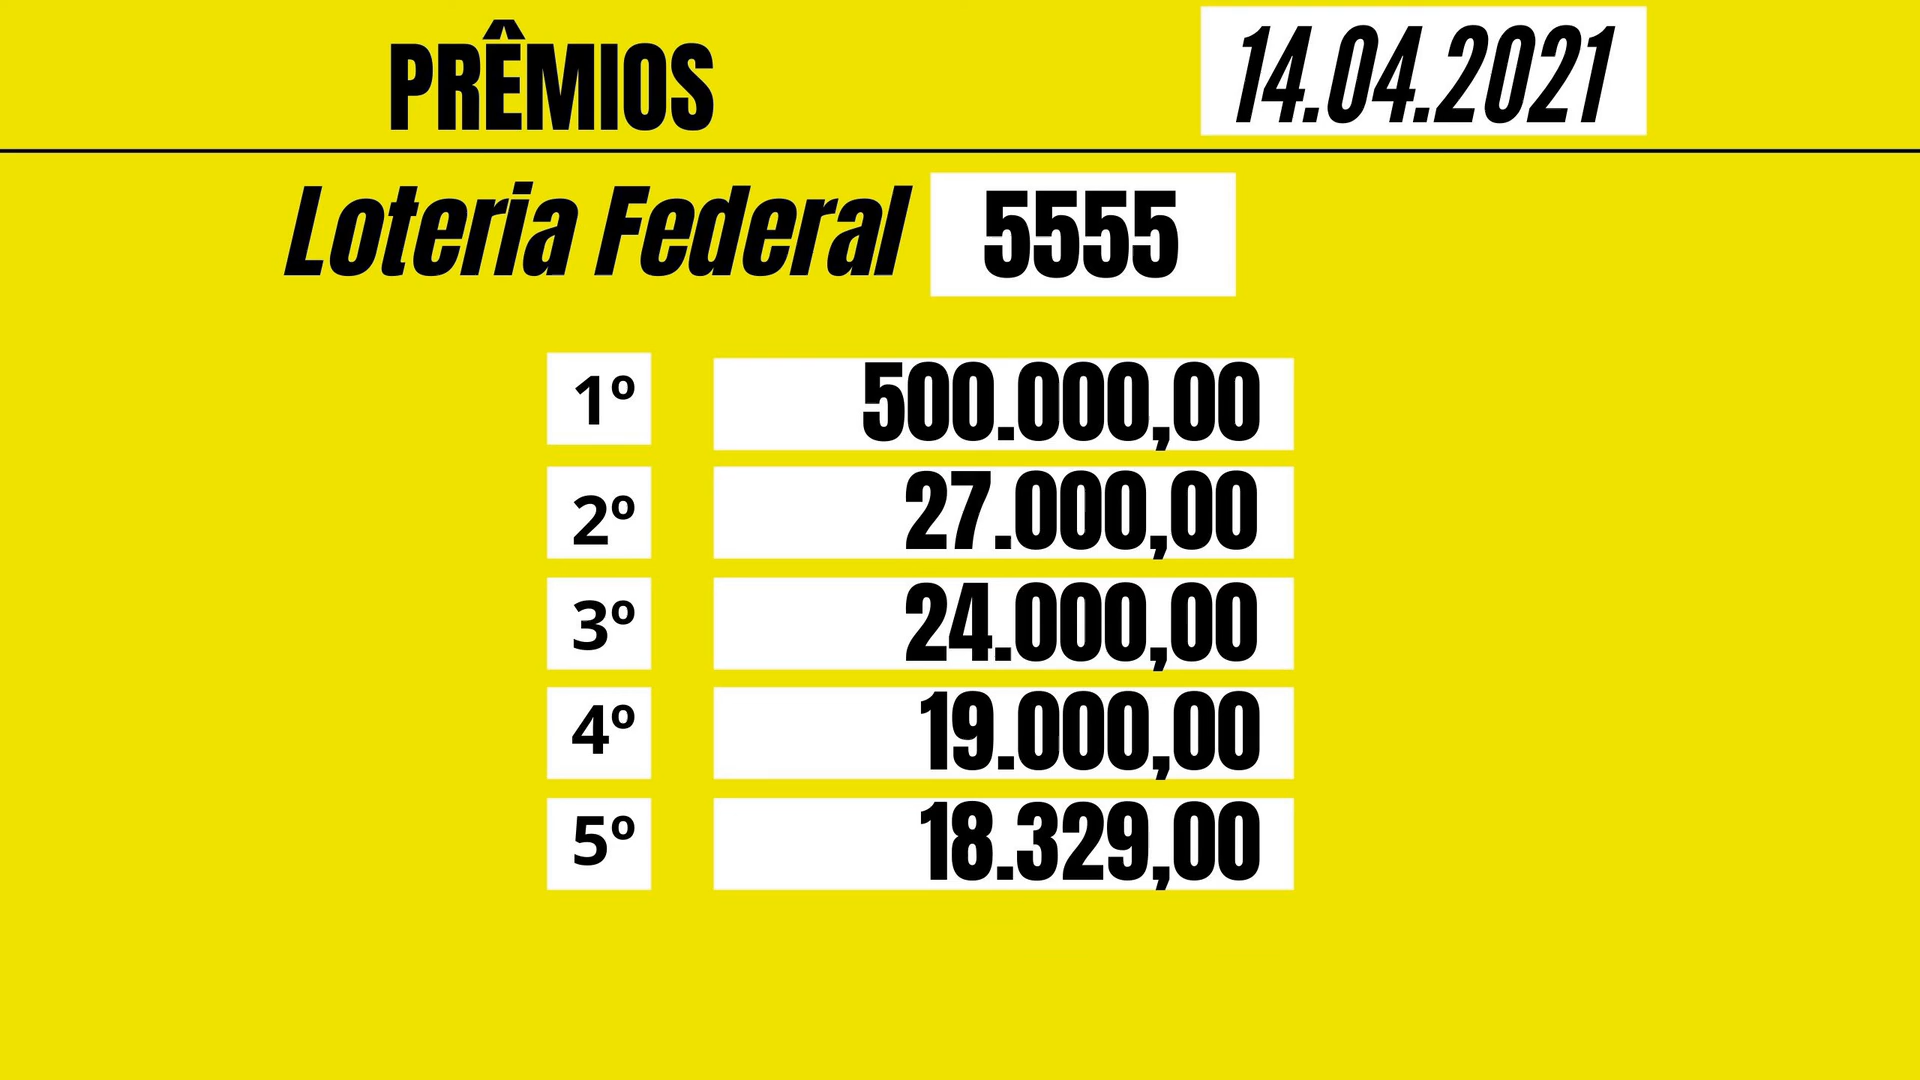 PRÊMIOS 14.04.2021
Loteria Federal 5555
1º 500.000,00
2º 27.000,00
3º 24.000,00
4º 19.000,00
5º 18.329,00